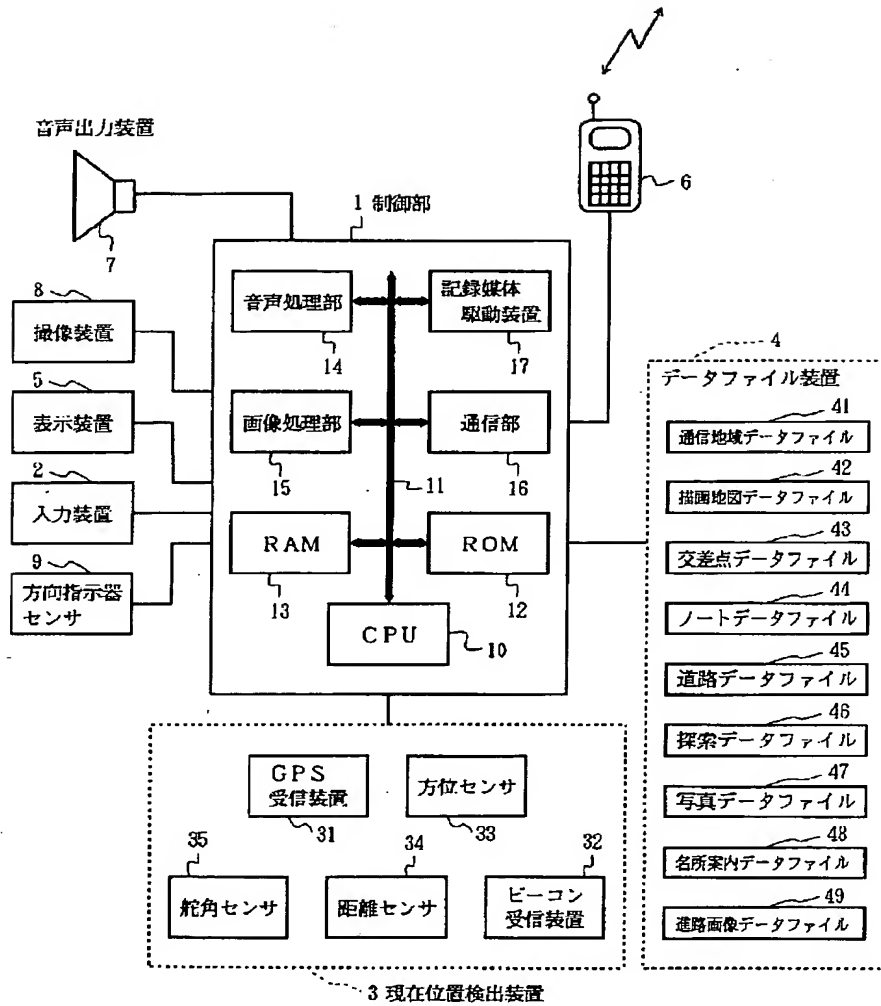 音声出力装置
7
6
1 制御部
8
撮像装置
5
表示装置
2
入力装置
9
方向指示器
センサ
音声処理部
14
記録媒体
駆動装置
17
画像処理部
15
通信部
16
11
RAM
13
ROM
12
CPU
10
4
データファイル装置
41
通信地域データファイル
42
描画地図データファイル
43
交差点データファイル
44
ノートデータファイル
45
道路データファイル
46
探索データファイル
47
写真データファイル
48
名所案内データファイル
49
進路画像データファイル
GPS
受信装置
31
方位センサ
33
35
舵角センサ
34
距離センサ
32
ビーコン
受信装置
3 現在位置検出装置